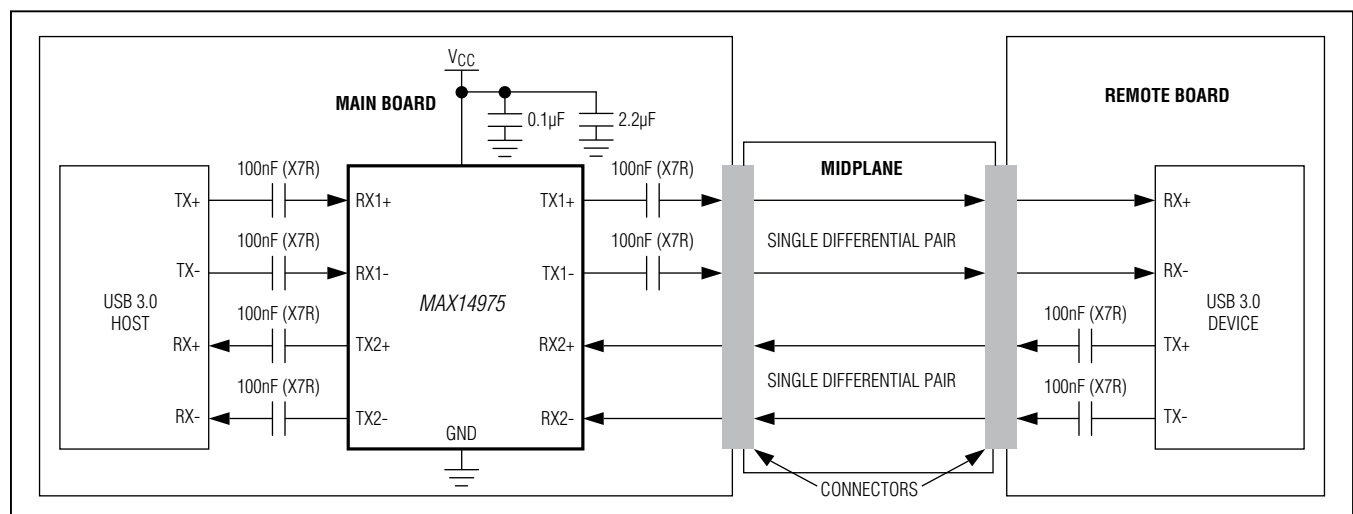 VCC
MAIN BOARD
0.1µF
2.2µF
REMOTE BOARD
MIDPLANE
100nF (X7R)
100nF (X7R)
TX+
RX1+
TX1+
RX+
100nF (X7R)
100nF (X7R)
SINGLE DIFFERENTIAL PAIR
TX-
RX1-
TX1-
RX-
USB 3.0
HOST
MAX14975
USB 3.0
DEVICE
100nF (X7R)
100nF (X7R)
RX+
TX2+
RX2+
TX+
100nF (X7R)
SINGLE DIFFERENTIAL PAIR
100nF (X7R)
RX-
TX2-
RX2-
TX-
GND
CONNECTORS